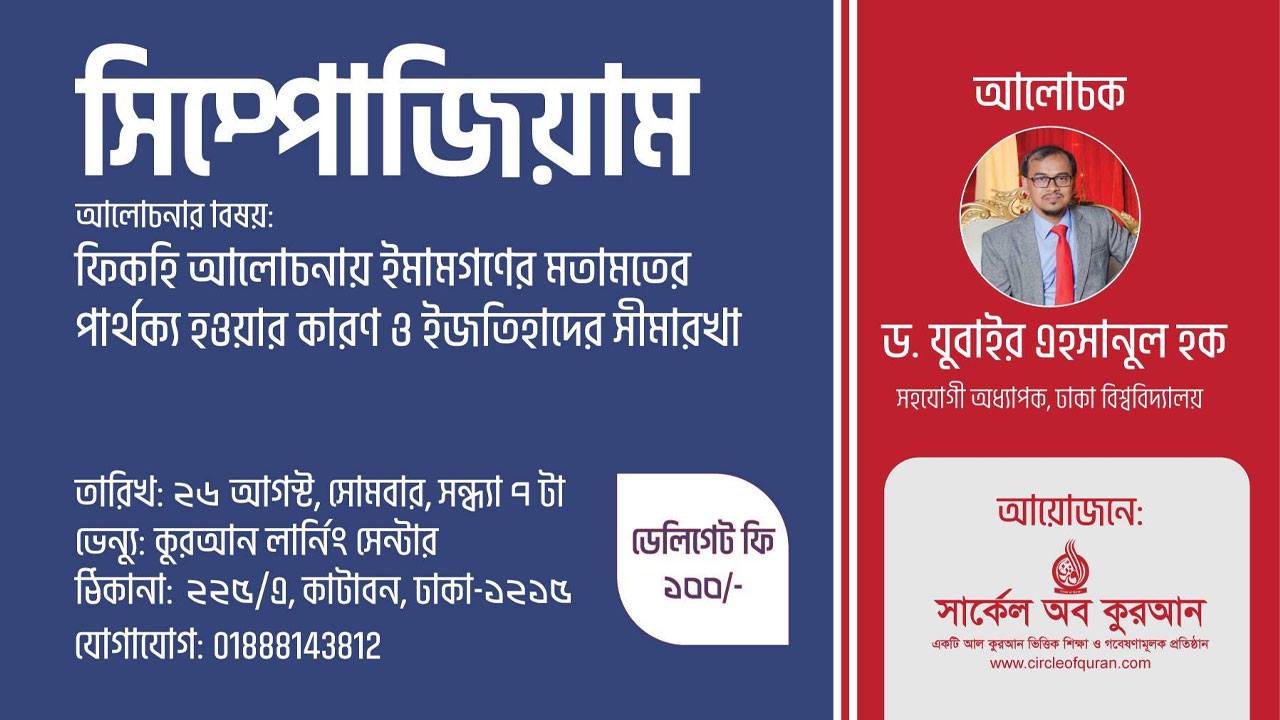 সিম্পোজিয়াম
আলোচনার বিষয়:
ফিকহি আলোচনায় ইমামগণের মতামতের
পার্থক্য হওয়ার কারণ ও ইজতিহাদের সীমারখা
তারিখ: ২৬ আগস্ট, সোমবার, সন্ধ্যা ৭ টা
ভেন্যু: কুরআন লার্নিং সেন্টার
ঠিকানা: ২২৫/এ, কাটাবন, ঢাকা-১২১৫
যোগাযোগ: 01888143812
ডেলিগেট ফি
১০০/-
আলোচক
ড. যুবাইর এহসানুল হক
সহযোগী অধ্যাপক, ঢাকা বিশ্ববিদ্যালয়
আয়োজনে:
সার্কেল অব কুরআন
একটি আল কুরআন ভিত্তিক শিক্ষা ও গবেষণামূলক প্রতিষ্ঠান
www.circleofquran.com